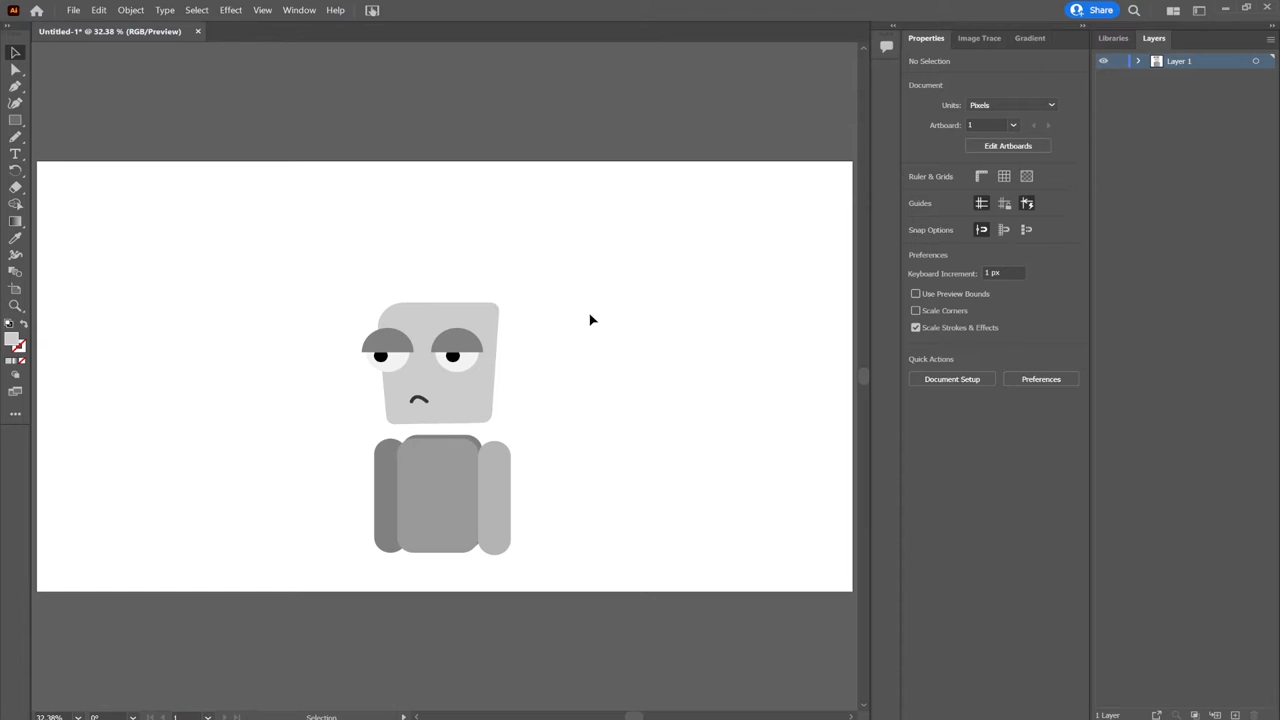 Ai File Edit Object Type Select Effect View Window Help Share
Untitled-1* @ 32.38 % (RGB/Preview) ×
Properties Image Trace Gradient
Libraries Layers
No Selection
Layer 1
Document
Units: Pixels
Artboard: 1
Edit Artboards
Ruler & Grids
Guides
Snap Options
Preferences
Keyboard Increment: 1 px
Use Preview Bounds
Scale Corners
Scale Strokes & Effects
Quick Actions
Document Setup Preferences
32.38% 0° 1 Selection
1 Layer